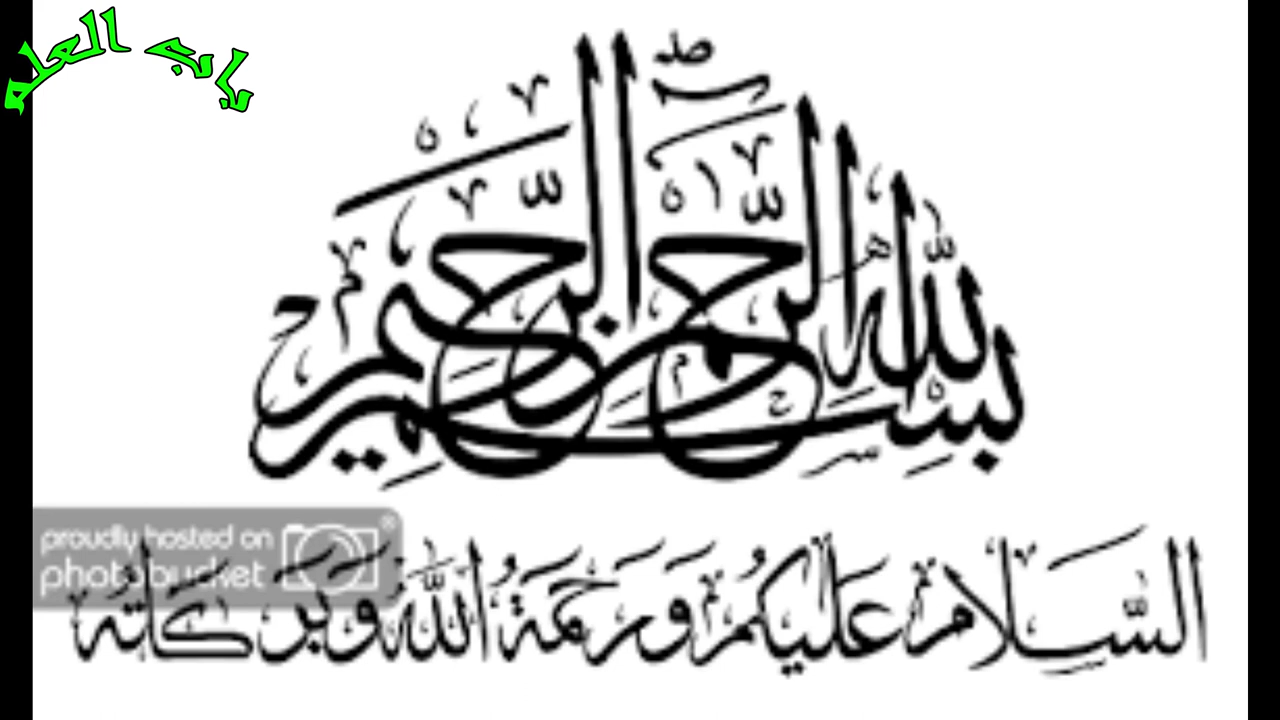 باب العلم
بسم الله الرحمن الرحيم
السلام عليكم ورحمة الله وبركاته
proudly hosted on
photobucket